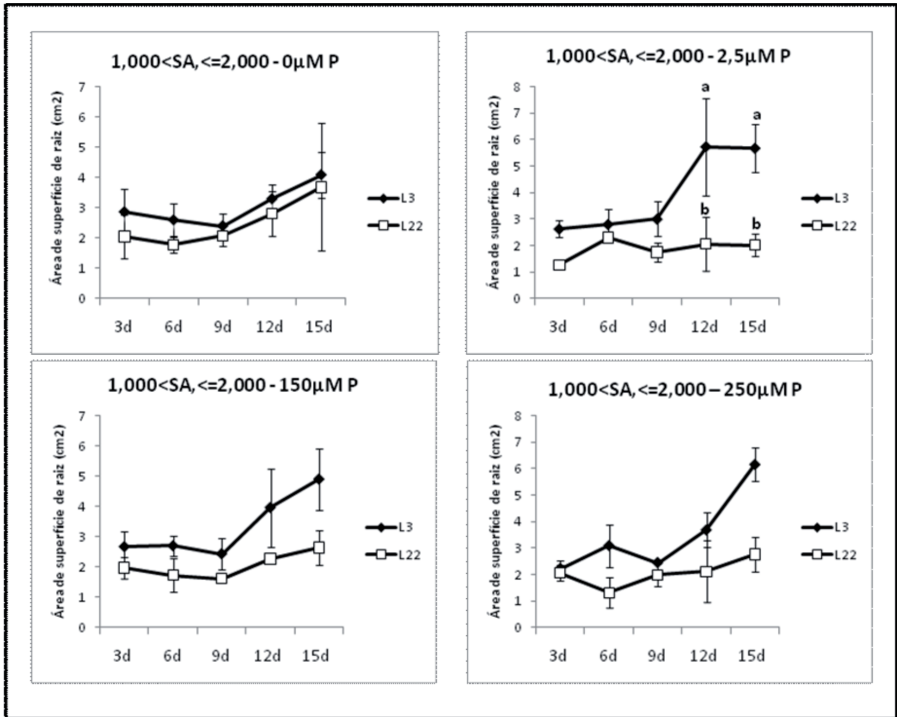 1,000<SA,<=2,000 - 0µM P
Área de superfície de raiz (cm2)
7
6
5
4
3
2
1
0
3d 6d 9d 12d 15d
L3
L22
1,000<SA,<=2,000 - 2,5µM P
Área de superfície de raiz (cm2)
8
7
6
5
4
3
2
1
0
a
a
b
b
3d 6d 9d 12d 15d
L3
L22
1,000<SA,<=2,000 - 150µM P
Área de superfície de raiz (cm2)
7
6
5
4
3
2
1
0
3d 6d 9d 12d 15d
L3
L22
1,000<SA,<=2,000 – 250µM P
Área de superfície de raiz (cm2)
8
7
6
5
4
3
2
1
0
3d 6d 9d 12d 15d
L3
L22